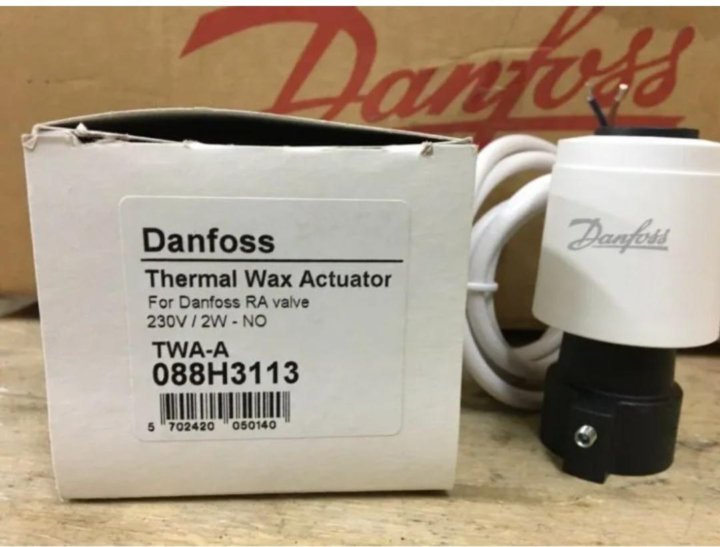 Danfoss
Danfoss
Danfoss
Thermal Wax Actuator
For Danfoss RA valve
230V / 2W - NO
TWA-A
088H3113
5 702420 050140